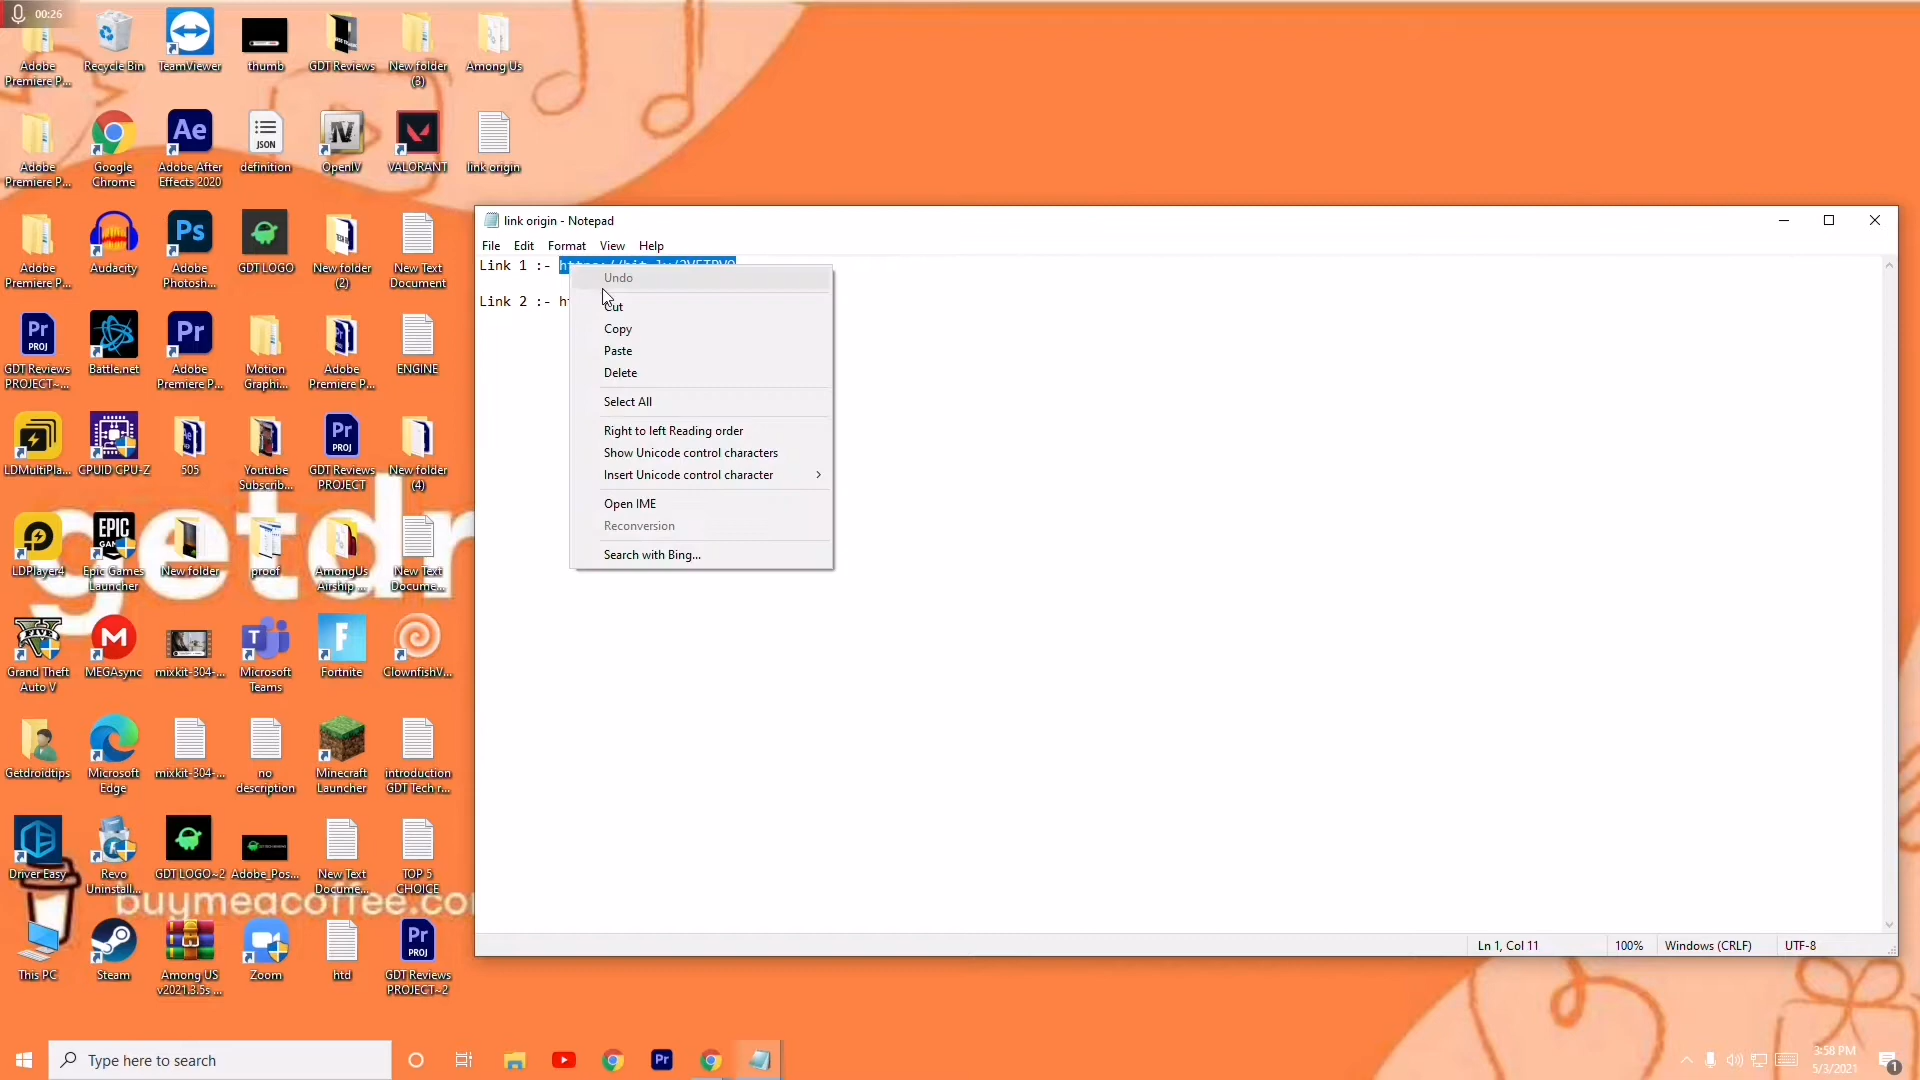 00:26
Adobe Premiere P...
Recycle Bin
TeamViewer
thumb
GDT Reviews
New folder (3)
Among Us
Adobe Premiere P...
Google Chrome
Adobe After Effects 2020
JSON
definition
OpenIV
VALORANT
link origin
Adobe Premiere P...
Audacity
Adobe Photosh...
GDT LOGO
New folder (2)
New Text Document
GDT Reviews PROJECT~...
Battle.net
Adobe Premiere P...
Motion Graphi...
Adobe Premiere P...
ENGINE
LDMultiPla...
CPUID CPU-Z
505
Youtube Subscrib...
GDT Reviews PROJECT
New folder (4)
LDPlayer4
Epic Games Launcher
New folder
proof
AmongUs Airship ...
New Text Docume...
Grand Theft Auto V
MEGAsync
mixkit-304-...
Microsoft Teams
Fortnite
ClownfishV...
Getdroidtips
Microsoft Edge
mixkit-304-...
no description
Minecraft Launcher
introduction GDT Tech r...
Driver Easy
Revo Uninstall...
GDT LOGO~2
Adobe_Pos...
New Text Docume...
TOP 5 CHOICE
buymeacoffee.co
This PC
Steam
Among US v2021.3.5s ...
Zoom
htd
GDT Reviews PROJECT~2
getdr
link origin - Notepad
File Edit Format View Help
Link 1 :-
Link 2 :- h
Undo
Cut
Copy
Paste
Delete
Select All
Right to left Reading order
Show Unicode control characters
Insert Unicode control character
Open IME
Reconversion
Search with Bing...
Ln 1, Col 11
100%
Windows (CRLF)
UTF-8
Type here to search
3:58 PM
5/3/2021
1